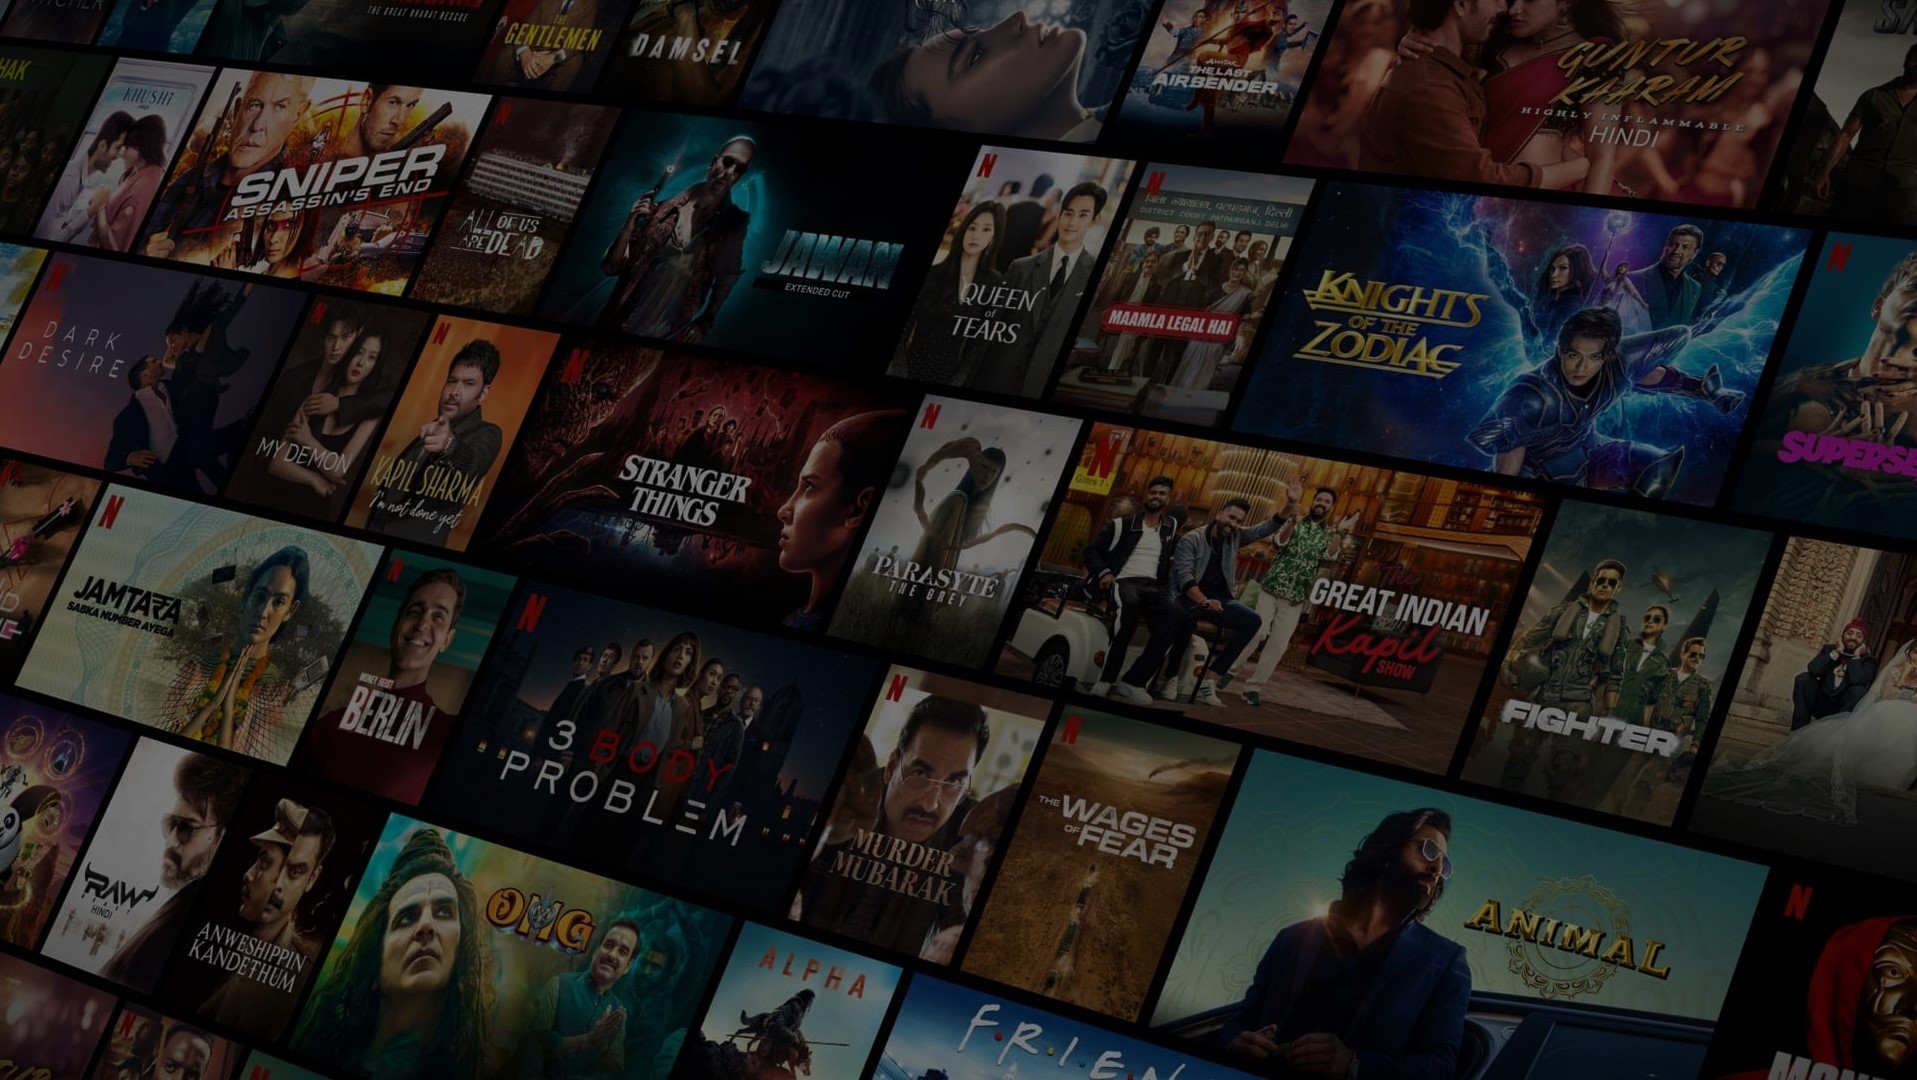 THE GREAT BHARAT RESCUE
THE
GENTLEMEN
DAMSEL
AVATAR
THE LAST
AIRBENDER
GUNTUR
KAARAM
HIGHLY INFLAMMABLE
HINDI
HAK
KHUSHI
SNIPER
ASSASSIN'S END
ALL OF US
ARE DEAD
JAWAN
EXTENDED CUT
N
QUEEN
of
TEARS
N
DISTRICT COURT PATPARGANJ, DELHI
MAAMLA LEGAL HAI
KNIGHTS
OF THE
ZODIAC
N
SUPERSE
N
DARK
DESIRE
N
MY DEMON
N
KAPIL SHARMA
I'm not done yet
N
STRANGER
THINGS
N
PARASYTE
THE GREY
N
The
GREAT INDIAN
Kapil
SHOW
FIGHTER
N
JAMTARA
SABKA NUMBER AYEGA
N
MONEY HEIST
BERLIN
N
3 BODY
PROBLEM
N
MURDER
MUBARAK
N
THE WAGES
OF FEAR
ANIMAL
N
MON
RAW
BEAST
HINDI
ANWESHIPPIN
KANDETHUM
OMG
ALPHA
F.R.I.E.N